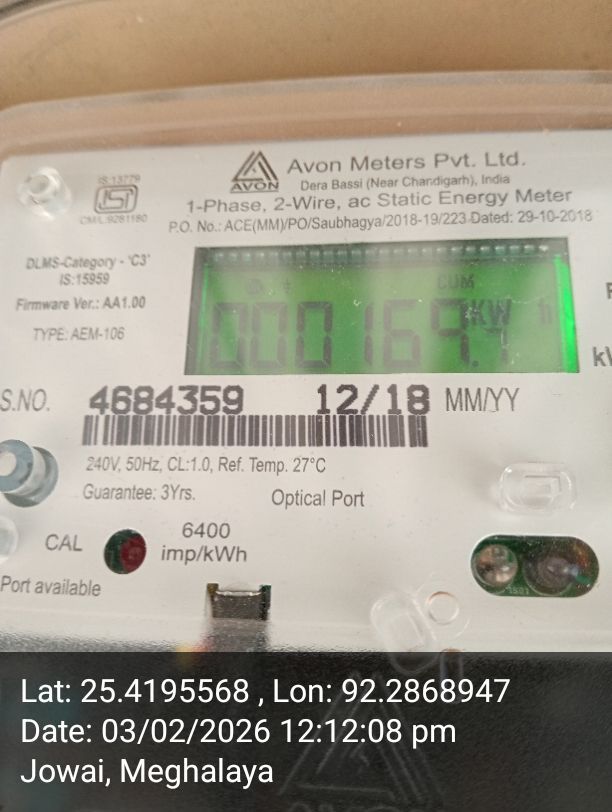 IS:13779
CM/L:9281180
AVON
Avon Meters Pvt. Ltd.
Dera Bassi (Near Chandigarh), India
1-Phase, 2-Wire, ac Static Energy Meter
P.O. No.: ACE(MM)/PO/Saubhagya/2018-19/223 Dated: 29-10-2018
DLMS-Category - 'C3'
IS:15959
Firmware Ver.: AA1.00
TYPE: AEM-106
CUM
000169.7 KW h
S.NO. 4684359 12/18 MM/YY
240V, 50Hz, CL:1.0, Ref. Temp. 27°C
Guarantee: 3Yrs.
Optical Port
CAL
6400
imp/kWh
Port available
Lat: 25.4195568 , Lon: 92.2868947
Date: 03/02/2026 12:12:08 pm
Jowai, Meghalaya